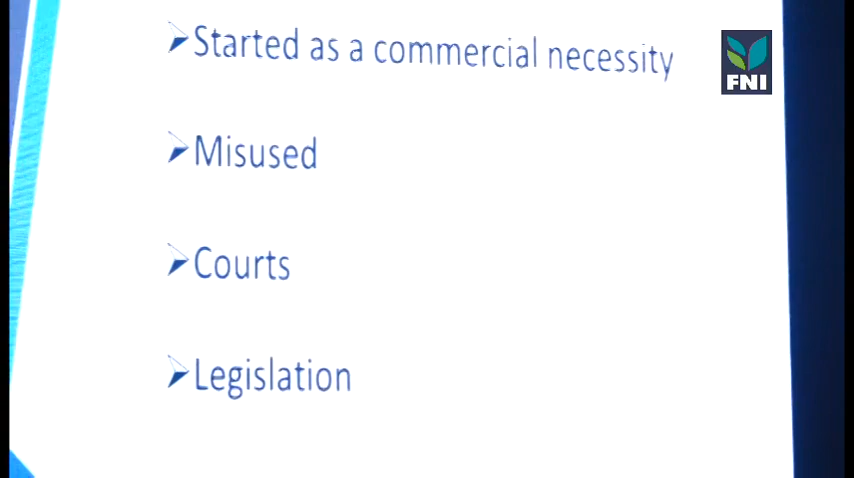 Started as a commercial necessity
FNI
Misused
Courts
Legislation